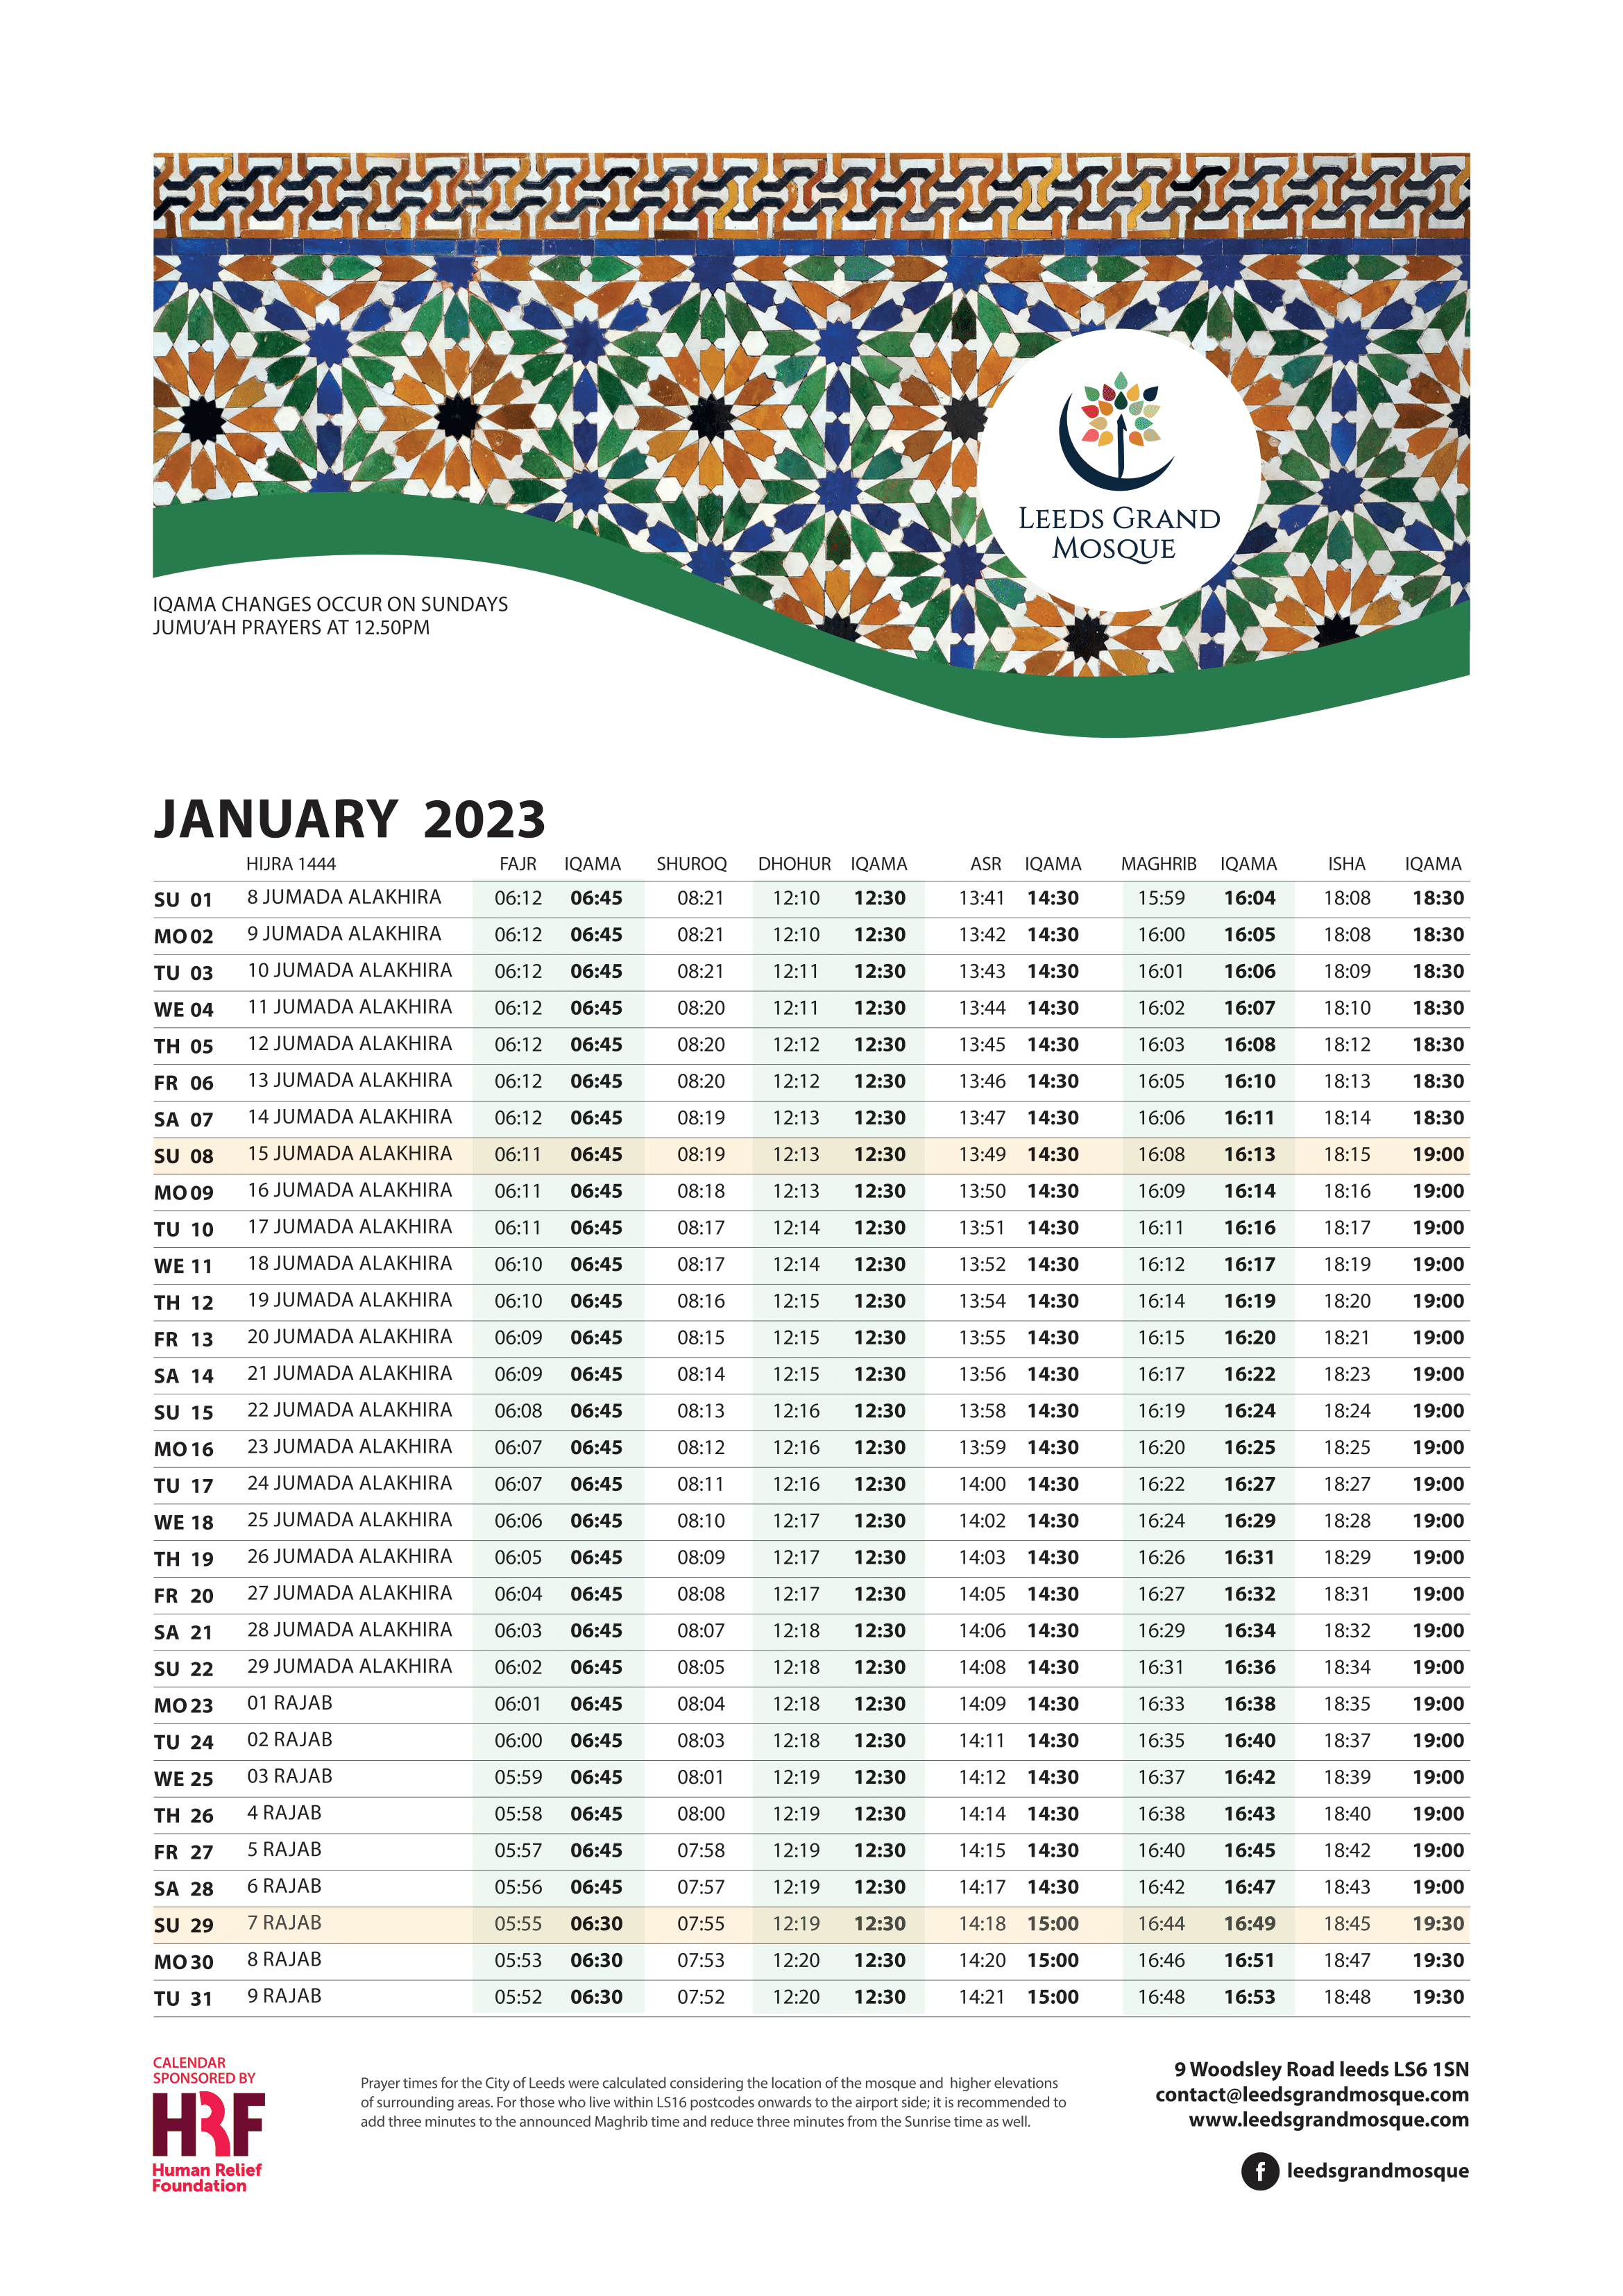 LEEDS GRAND
MOSQUE
IQAMA CHANGES OCCUR ON SUNDAYS
JUMU'AH PRAYERS AT 12.50PM
JANUARY 2023
HIJRA 1444 FAJR IQAMA SHUROQ DHOHUR IQAMA ASR IQAMA MAGHRIB IQAMA ISHA IQAMA
SU 01 8 JUMADA ALAKHIRA 06:12 06:45 08:21 12:10 12:30 13:41 14:30 15:59 16:04 18:08 18:30
MO 02 9 JUMADA ALAKHIRA 06:12 06:45 08:21 12:10 12:30 13:42 14:30 16:00 16:05 18:08 18:30
TU 03 10 JUMADA ALAKHIRA 06:12 06:45 08:21 12:11 12:30 13:43 14:30 16:01 16:06 18:09 18:30
WE 04 11 JUMADA ALAKHIRA 06:12 06:45 08:20 12:11 12:30 13:44 14:30 16:02 16:07 18:10 18:30
TH 05 12 JUMADA ALAKHIRA 06:12 06:45 08:20 12:12 12:30 13:45 14:30 16:03 16:08 18:12 18:30
FR 06 13 JUMADA ALAKHIRA 06:12 06:45 08:20 12:12 12:30 13:46 14:30 16:05 16:10 18:13 18:30
SA 07 14 JUMADA ALAKHIRA 06:12 06:45 08:19 12:13 12:30 13:47 14:30 16:06 16:11 18:14 18:30
SU 08 15 JUMADA ALAKHIRA 06:11 06:45 08:19 12:13 12:30 13:49 14:30 16:08 16:13 18:15 19:00
MO 09 16 JUMADA ALAKHIRA 06:11 06:45 08:18 12:13 12:30 13:50 14:30 16:09 16:14 18:16 19:00
TU 10 17 JUMADA ALAKHIRA 06:11 06:45 08:17 12:14 12:30 13:51 14:30 16:11 16:16 18:17 19:00
WE 11 18 JUMADA ALAKHIRA 06:10 06:45 08:17 12:14 12:30 13:52 14:30 16:12 16:17 18:19 19:00
TH 12 19 JUMADA ALAKHIRA 06:10 06:45 08:16 12:15 12:30 13:54 14:30 16:14 16:19 18:20 19:00
FR 13 20 JUMADA ALAKHIRA 06:09 06:45 08:15 12:15 12:30 13:55 14:30 16:15 16:20 18:21 19:00
SA 14 21 JUMADA ALAKHIRA 06:09 06:45 08:14 12:15 12:30 13:56 14:30 16:17 16:22 18:23 19:00
SU 15 22 JUMADA ALAKHIRA 06:08 06:45 08:13 12:16 12:30 13:58 14:30 16:19 16:24 18:24 19:00
MO 16 23 JUMADA ALAKHIRA 06:07 06:45 08:12 12:16 12:30 13:59 14:30 16:20 16:25 18:25 19:00
TU 17 24 JUMADA ALAKHIRA 06:07 06:45 08:11 12:16 12:30 14:00 14:30 16:22 16:27 18:27 19:00
WE 18 25 JUMADA ALAKHIRA 06:06 06:45 08:10 12:17 12:30 14:02 14:30 16:24 16:29 18:28 19:00
TH 19 26 JUMADA ALAKHIRA 06:05 06:45 08:09 12:17 12:30 14:03 14:30 16:26 16:31 18:29 19:00
FR 20 27 JUMADA ALAKHIRA 06:04 06:45 08:08 12:17 12:30 14:05 14:30 16:27 16:32 18:31 19:00
SA 21 28 JUMADA ALAKHIRA 06:03 06:45 08:07 12:18 12:30 14:06 14:30 16:29 16:34 18:32 19:00
SU 22 29 JUMADA ALAKHIRA 06:02 06:45 08:05 12:18 12:30 14:08 14:30 16:31 16:36 18:34 19:00
MO 23 01 RAJAB 06:01 06:45 08:04 12:18 12:30 14:09 14:30 16:33 16:38 18:35 19:00
TU 24 02 RAJAB 06:00 06:45 08:03 12:18 12:30 14:11 14:30 16:35 16:40 18:37 19:00
WE 25 03 RAJAB 05:59 06:45 08:01 12:19 12:30 14:12 14:30 16:37 16:42 18:39 19:00
TH 26 4 RAJAB 05:58 06:45 08:00 12:19 12:30 14:14 14:30 16:38 16:43 18:40 19:00
FR 27 5 RAJAB 05:57 06:45 07:58 12:19 12:30 14:15 14:30 16:40 16:45 18:42 19:00
SA 28 6 RAJAB 05:56 06:45 07:57 12:19 12:30 14:17 14:30 16:42 16:47 18:43 19:00
SU 29 7 RAJAB 05:55 06:30 07:55 12:19 12:30 14:18 15:00 16:44 16:49 18:45 19:30
MO 30 8 RAJAB 05:53 06:30 07:53 12:20 12:30 14:20 15:00 16:46 16:51 18:47 19:30
TU 31 9 RAJAB 05:52 06:30 07:52 12:20 12:30 14:21 15:00 16:48 16:53 18:48 19:30
CALENDAR
SPONSORED BY
HRF
Human Relief
Foundation
Prayer times for the City of Leeds were calculated considering the location of the mosque and higher elevations
of surrounding areas. For those who live within LS16 postcodes onwards to the airport side; it is recommended to
add three minutes to the announced Maghrib time and reduce three minutes from the Sunrise time as well.
9 Woodsley Road leeds LS6 1SN
contact@leedsgrandmosque.com
www.leedsgrandmosque.com
f leedsgrandmosque